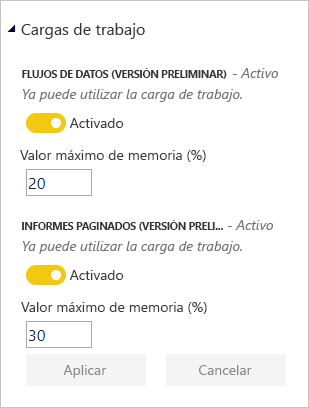 Cargas de trabajo
FLUJOS DE DATOS (VERSIÓN PRELIMINAR) - Activo
Ya puede utilizar la carga de trabajo.
Activado
Valor máximo de memoria (%)
20
INFORMES PAGINADOS (VERSIÓN PRELI... - Activo
Ya puede utilizar la carga de trabajo.
Activado
Valor máximo de memoria (%)
30
Aplicar Cancelar